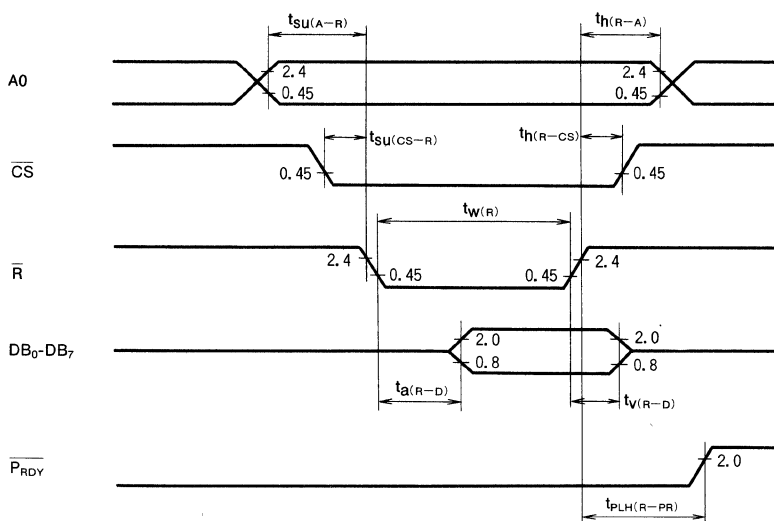 tsu(A−R)
th(R−A)
A0
2.4
0.45
2.4
0.45
tsu(CS−R)
th(R−CS)
CS
0.45
0.45
tw(R)
R
2.4
0.45
0.45
2.4
DB0-DB7
2.0
0.8
2.0
0.8
ta(R−D)
tv(R−D)
PRDY
2.0
tPLH(R−PR)